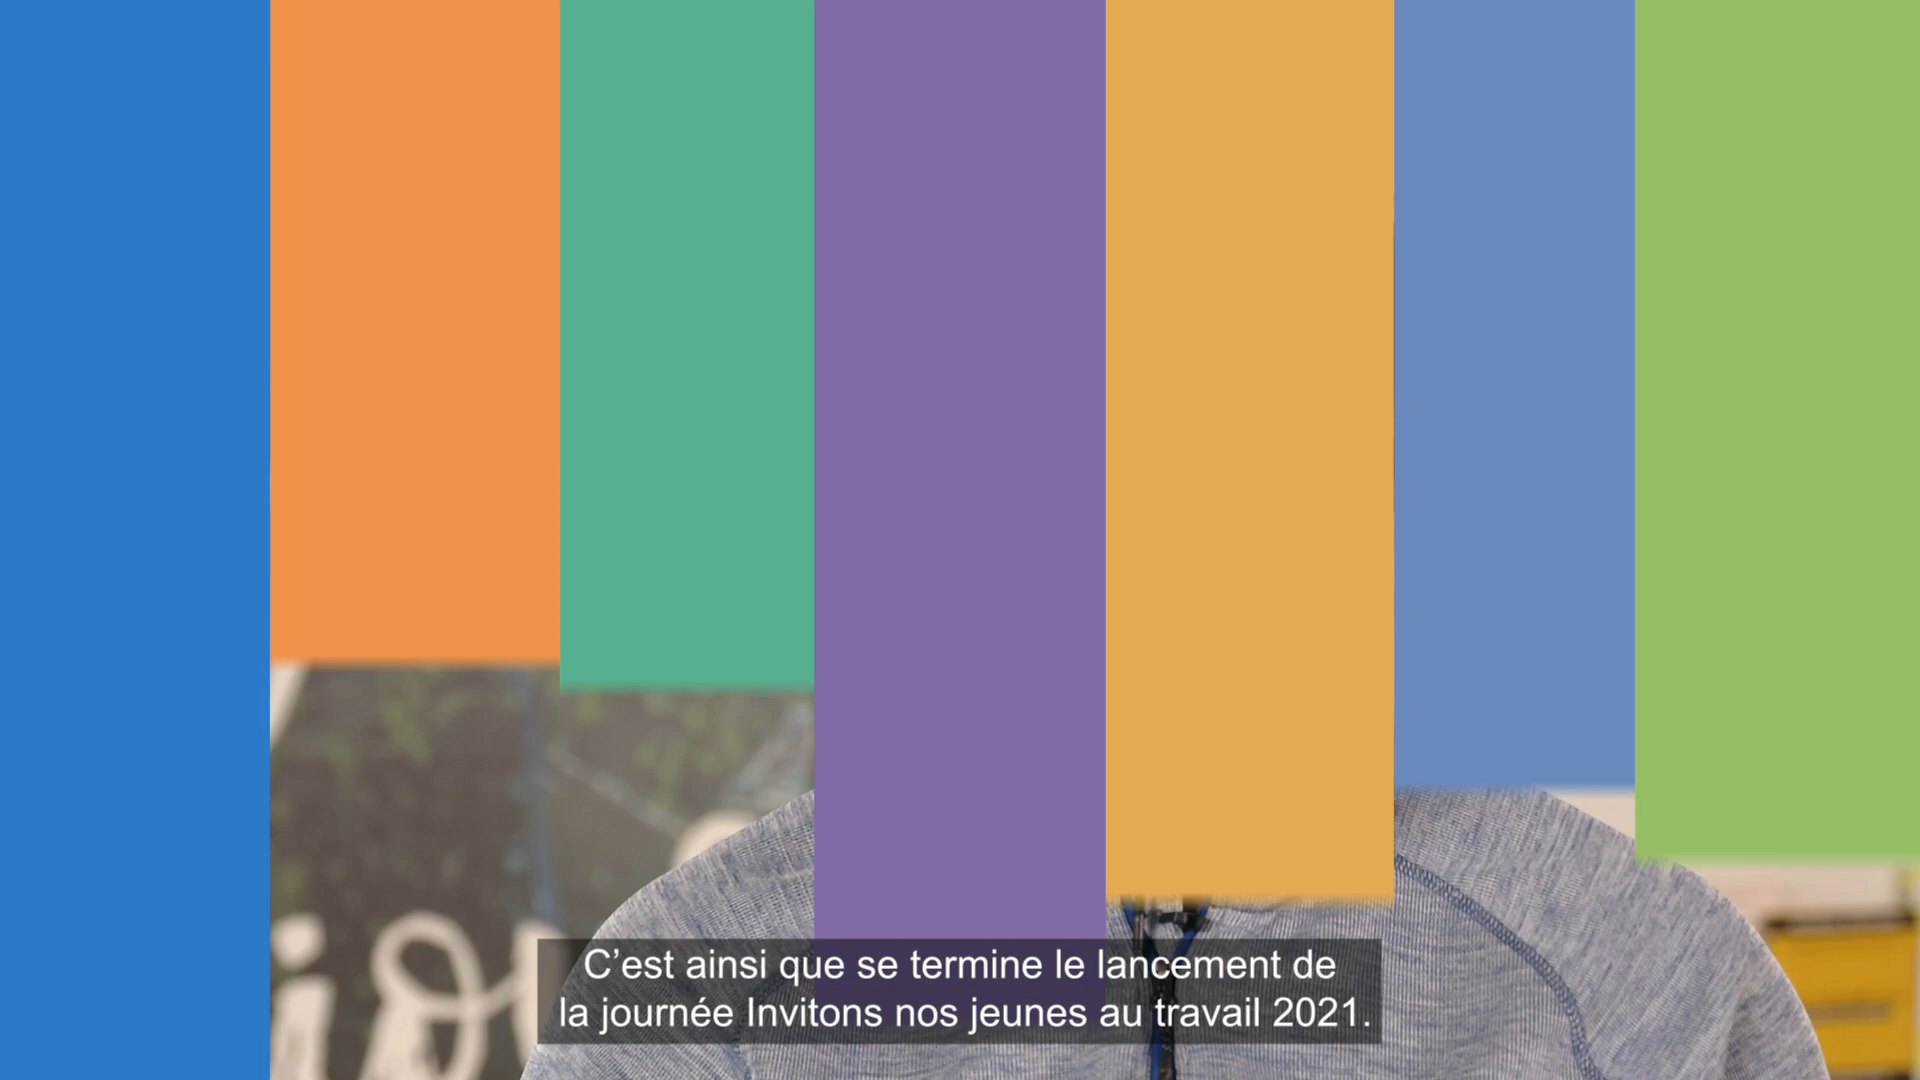 C’est ainsi que se termine le lancement de
la journée Invitons nos jeunes au travail 2021.